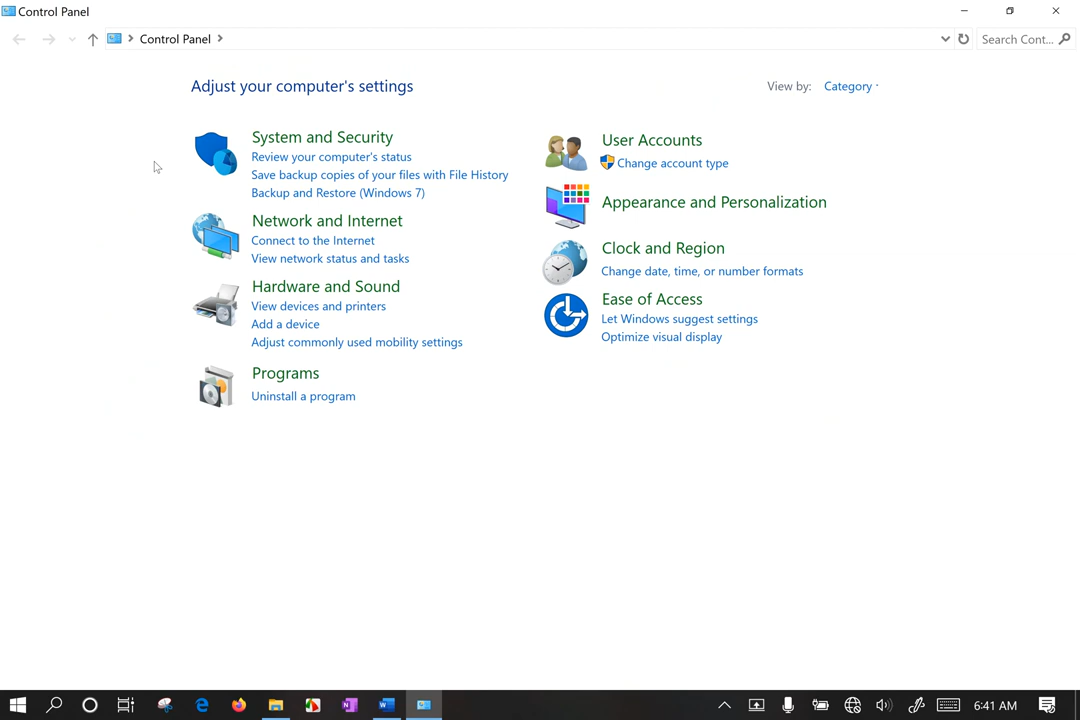 Control Panel
Control Panel
Search Cont...
Adjust your computer's settings
View by: Category
System and Security
Review your computer's status
Save backup copies of your files with File History
Backup and Restore (Windows 7)
Network and Internet
Connect to the Internet
View network status and tasks
Hardware and Sound
View devices and printers
Add a device
Adjust commonly used mobility settings
Programs
Uninstall a program
User Accounts
Change account type
Appearance and Personalization
Clock and Region
Change date, time, or number formats
Ease of Access
Let Windows suggest settings
Optimize visual display
6:41 AM